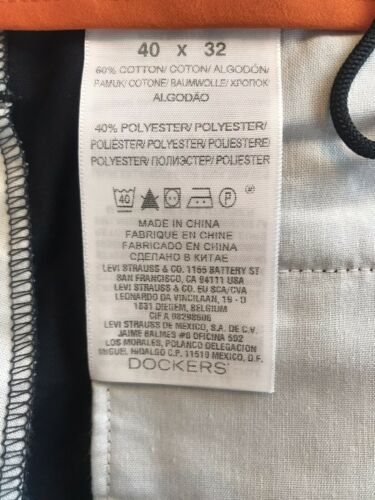 40 x 32
60% COTTON/ COTON/ ALGODÓN/
PAMUK/ COTONE/ BAUMWOLLE/ ХЛОПОК/
ALGODÃO
40% POLYESTER/ POLYESTER/
POLIÉSTER/ POLYESTER/ POLIESTERE/
POLYESTER/ ПОЛИЭСТЕР/ POLIÉSTER
40
P
MADE IN CHINA
FABRIQUE EN CHINE
FABRICADO EN CHINA
СДЕЛАНО В КИТАЕ
LEVI STRAUSS & CO. 1155 BATTERY ST
SAN FRANCISCO, CA 94111 USA
LEVI STRAUSS & CO. EU SCA/CVA
LEONARDO DA VINCILAAN, 19 - D
1831 DIEGEM, BELGIUM
CIF A 08298606
LEVI STRAUSS DE MEXICO, S.A. DE C.V.
JAIME BALMES #8 OFICINA 502
LOS MORALES, POLANCO DELEGACION
MIGUEL HIDALGO C.P. 11510 MEXICO, D.F.
DOCKERS®